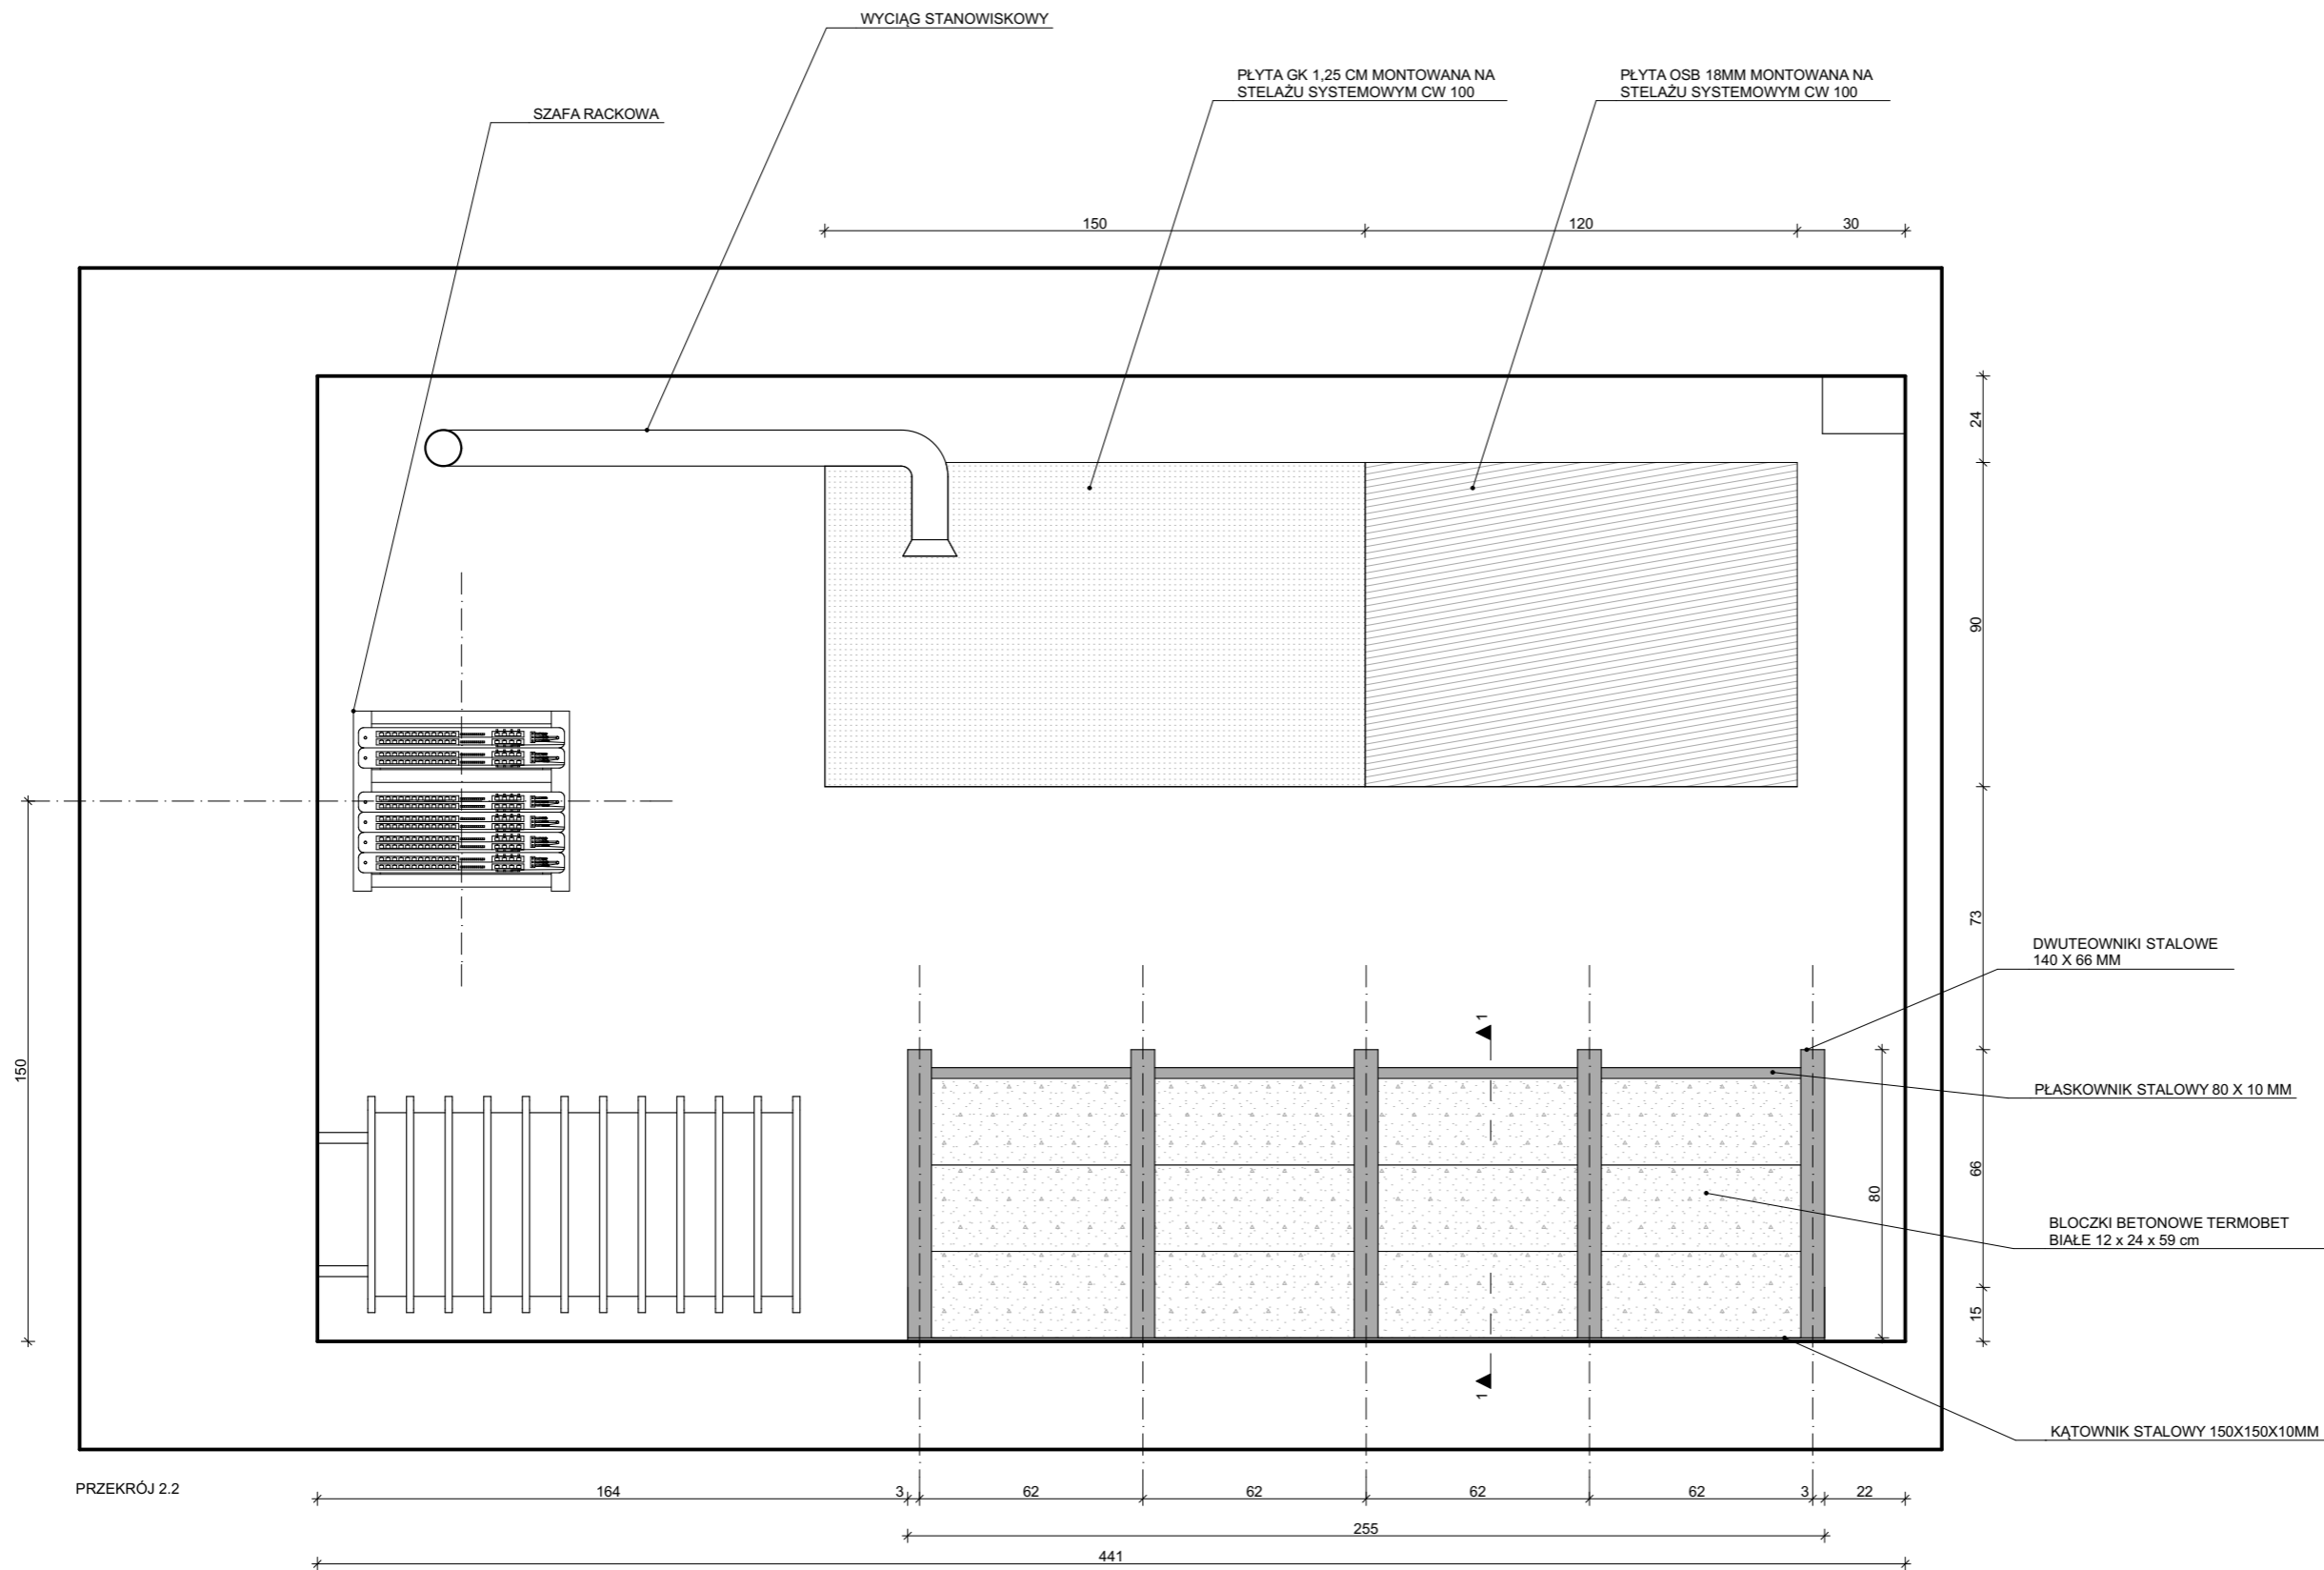 WYCIĄG STANOWISKOWY
PŁYTA GK 1,25 CM MONTOWANA NA
STELAŻU SYSTEMOWYM CW 100
PŁYTA OSB 18MM MONTOWANA NA
STELAŻU SYSTEMOWYM CW 100
SZAFA RACKOWA
150
120
30
24
90
73
DWUTEOWNIKI STALOWE
140 X 66 MM
1
150
PŁASKOWNIK STALOWY 80 X 10 MM
66
80
BLOCZKI BETONOWE TERMOBET
BIAŁE 12 x 24 x 59 cm
15
1
KĄTOWNIK STALOWY 150X150X10MM
PRZEKRÓJ 2.2
164
3
62
62
62
62
3
22
255
441